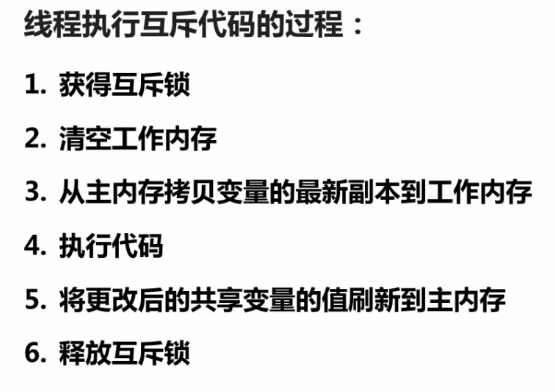 线程执行互斥代码的过程：
1. 获得互斥锁
2. 清空工作内存
3. 从主内存拷贝变量的最新副本到工作内存
4. 执行代码
5. 将更改后的共享变量的值刷新到主内存
6. 释放互斥锁